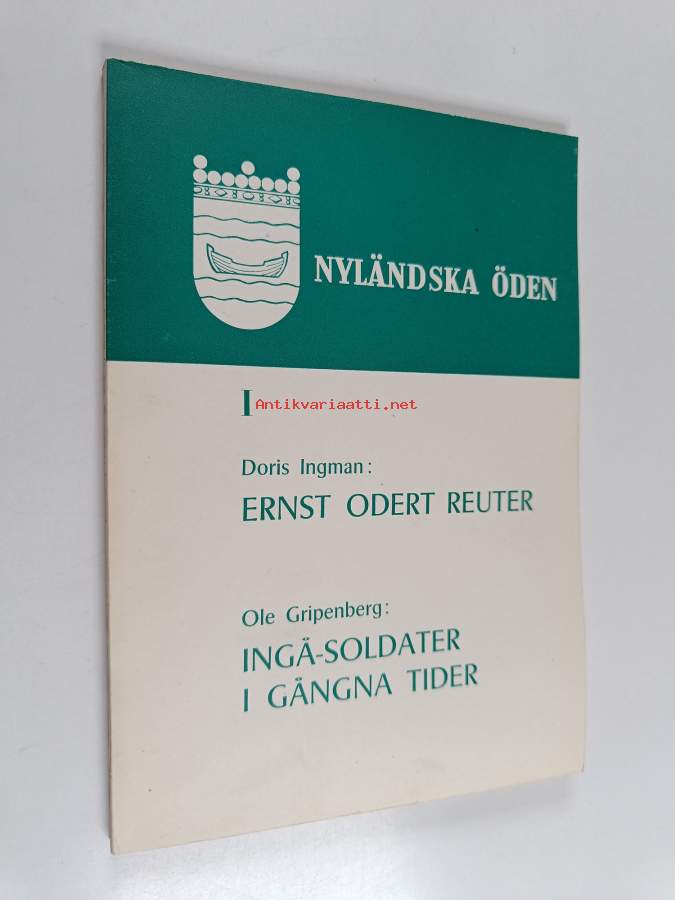 NYLÄNDSKA ÖDEN
I
Antikvariaatti.net
Doris Ingman:
ERNST ODERT REUTER
Ole Gripenberg:
INGÅ-SOLDATER
I GÅNGNA TIDER